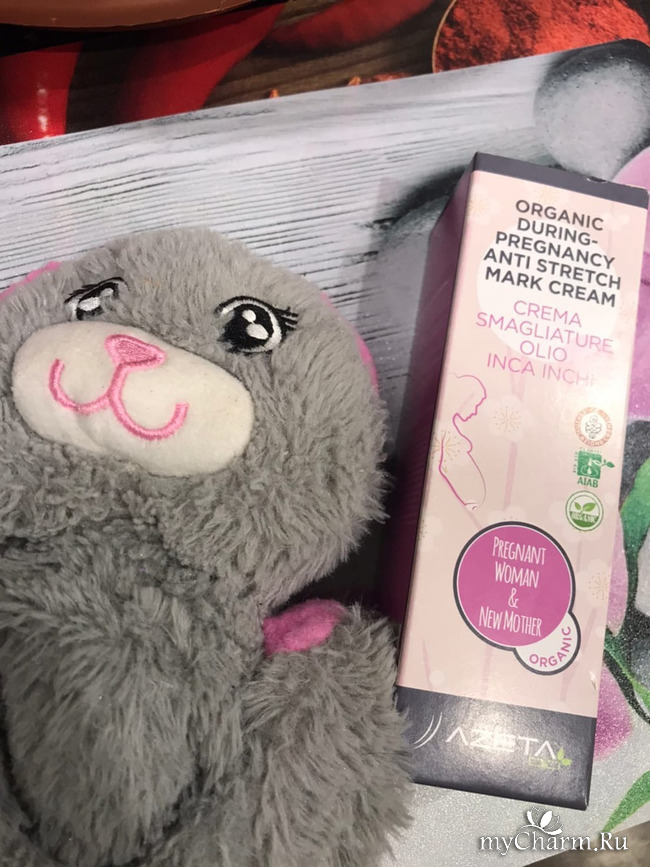 ORGANIC
DURING-
PREGNANCY
ANTI STRETCH
MARK CREAM
CREMA
SMAGLIATURE
OLIO
INCA INCHI
AIAB
PREGNANT
WOMAN
&
NEW MOTHER
ORGANIC
AZETA
myCharm.Ru